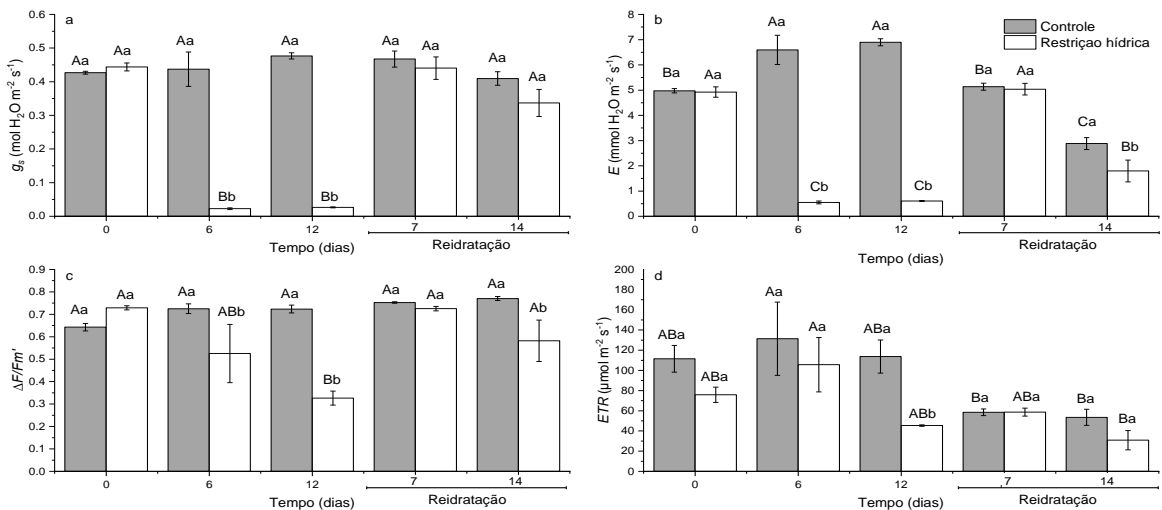 a
0.6
0.5
0.4
0.3
0.2
0.1
0.0
gs (mol H2O m-2 s-1)
Aa Aa Aa Bb Aa Bb Aa Aa Aa Aa
0 6 12 7 14
Tempo (dias) Reidratação
b
Controle
Restriçao hídrica
8
7
6
5
4
3
2
1
0
E (mmol H2O m-2 s-1)
Ba Aa Aa Cb Aa Cb Ba Aa Ca Bb
0 6 12 7 14
Tempo (dias) Reidratação
c
0.9
0.8
0.7
0.6
0.5
0.4
0.3
0.2
0.1
0.0
ΔF/Fm'
Aa Aa Aa ABb Aa Bb Aa Aa Aa Ab
0 6 12 7 14
Tempo (dias) Reidratação
d
200
180
160
140
120
100
80
60
40
20
0
ETR (µmol m-2 s-1)
ABa ABa Aa Aa ABa ABb Ba ABa Ba Ba
0 6 12 7 14
Tempo (dias) Reidratação